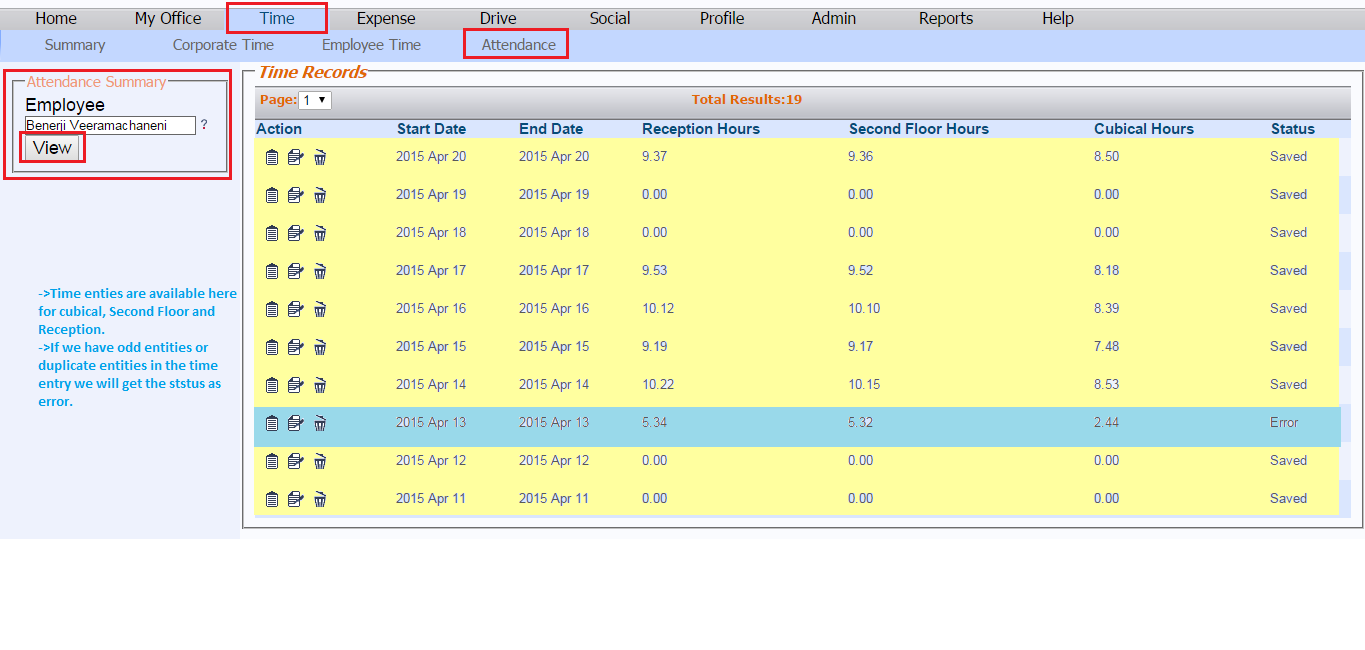 Home My Office Time Expense Drive Social Profile Admin Reports Help
Summary Corporate Time Employee Time Attendance
Attendance Summary
Employee
Benerji Veeramachaneni ?
View
->Time enties are available here
for cubical, Second Floor and
Reception.
->If we have odd entities or
duplicate entities in the time
entry we will get the ststus as
error.
Time Records
Page: 1 Total Results:19
Action Start Date End Date Reception Hours Second Floor Hours Cubical Hours Status
2015 Apr 20 2015 Apr 20 9.37 9.36 8.50 Saved
2015 Apr 19 2015 Apr 19 0.00 0.00 0.00 Saved
2015 Apr 18 2015 Apr 18 0.00 0.00 0.00 Saved
2015 Apr 17 2015 Apr 17 9.53 9.52 8.18 Saved
2015 Apr 16 2015 Apr 16 10.12 10.10 8.39 Saved
2015 Apr 15 2015 Apr 15 9.19 9.17 7.48 Saved
2015 Apr 14 2015 Apr 14 10.22 10.15 8.53 Saved
2015 Apr 13 2015 Apr 13 5.34 5.32 2.44 Error
2015 Apr 12 2015 Apr 12 0.00 0.00 0.00 Saved
2015 Apr 11 2015 Apr 11 0.00 0.00 0.00 Saved